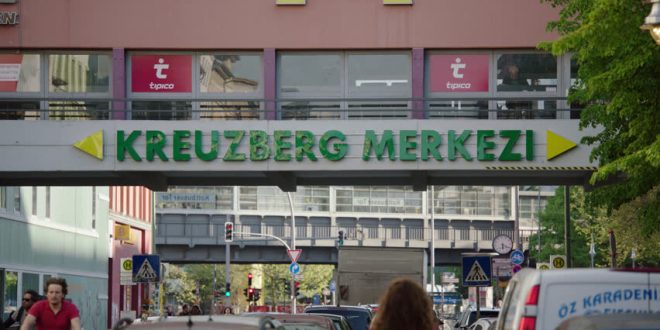 tipico
tipico
KREUZBERG MERKEZI
ÖZ KARADENI